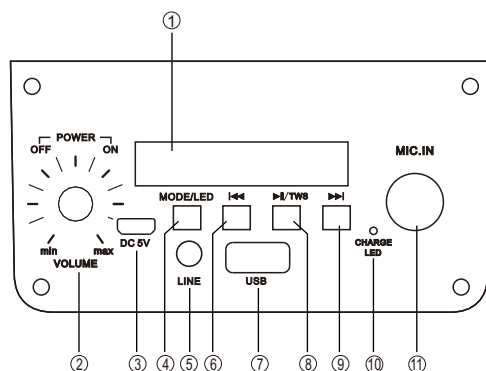 ①
POWER
OFF ON
MIC.IN
MODE/LED ⏮ ⏯/TWS ⏭
DC 5V
min max
VOLUME
LINE
USB
CHARGE
LED
② ③ ④ ⑤ ⑥ ⑦ ⑧ ⑨ ⑩ ⑪